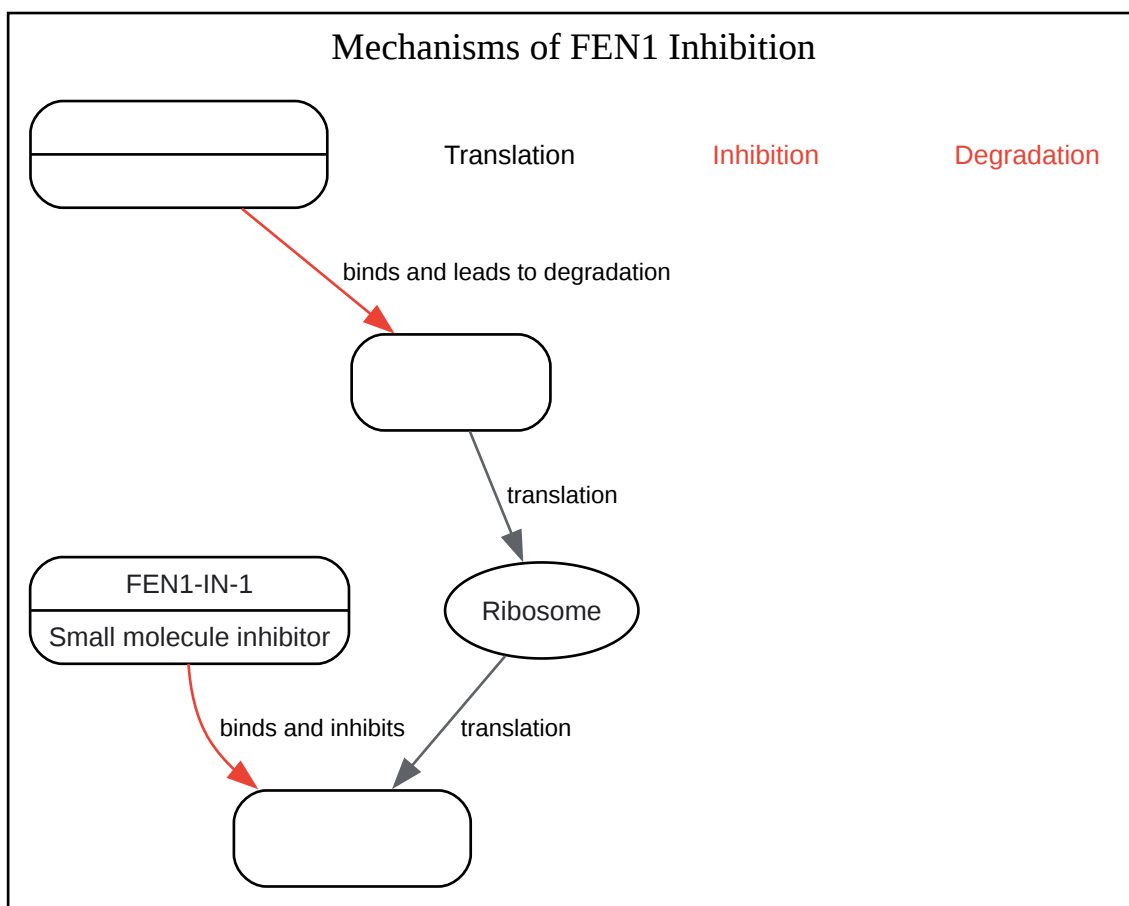 Mechanisms of FEN1 Inhibition
Translation
Inhibition
Degradation
binds and leads to degradation
translation
FEN1-IN-1
Small molecule inhibitor
Ribosome
binds and inhibits
translation